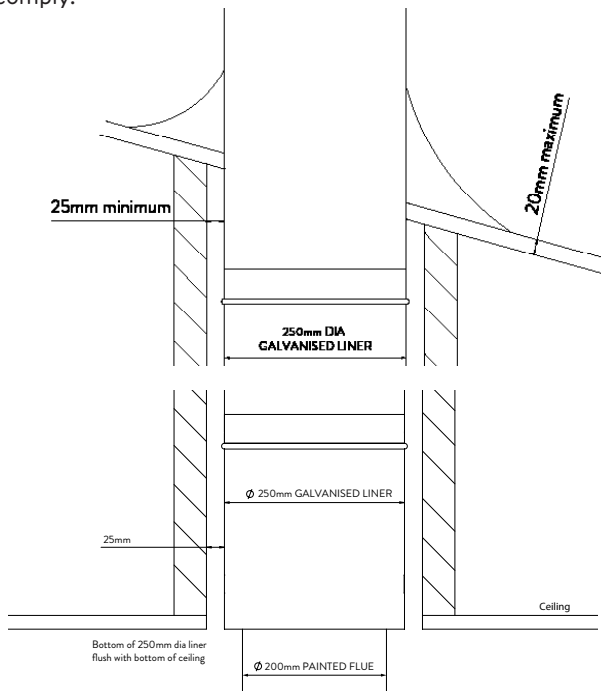 comply.
20mm maximum
25mm minimum
250mm DIA
GALVANISED LINER
Ø 250mm GALVANISED LINER
25mm
Ceiling
Bottom of 250mm dia liner
flush with bottom of ceiling
Ø 200mm PAINTED FLUE